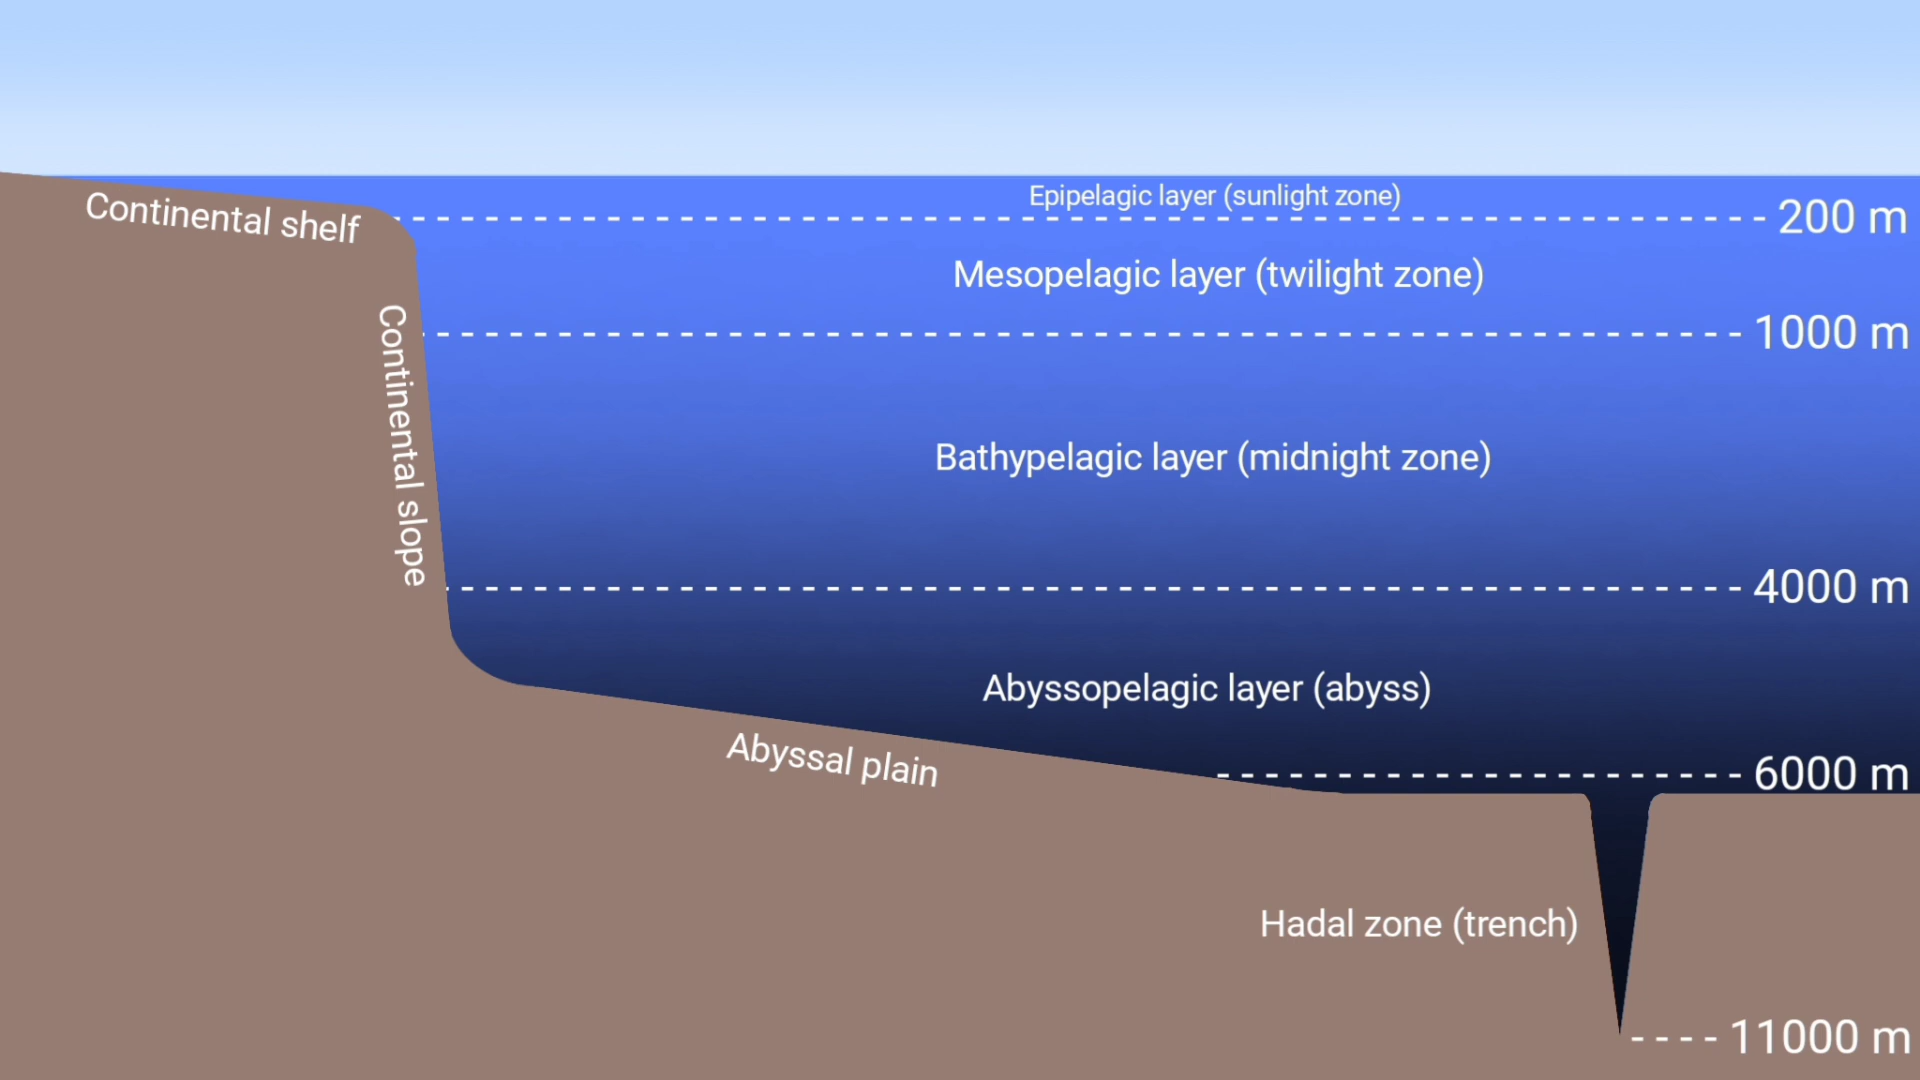 Epipelagic layer (sunlight zone)
200 m
Continental shelf
Mesopelagic layer (twilight zone)
1000 m
Continental slope
Bathypelagic layer (midnight zone)
4000 m
Abyssopelagic layer (abyss)
Abyssal plain
6000 m
Hadal zone (trench)
11000 m